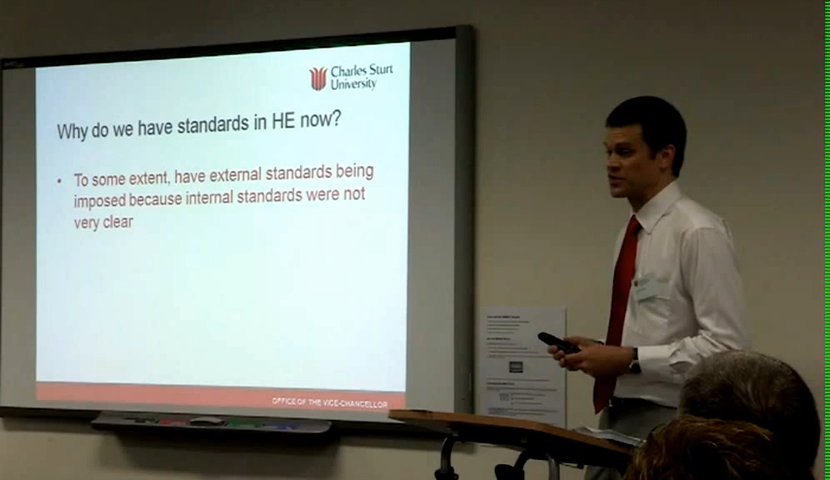 Charles Sturt
University
Why do we have standards in HE now?
• To some extent, have external standards being
imposed because internal standards were not
very clear
OFFICE OF THE VICE-CHANCELLOR